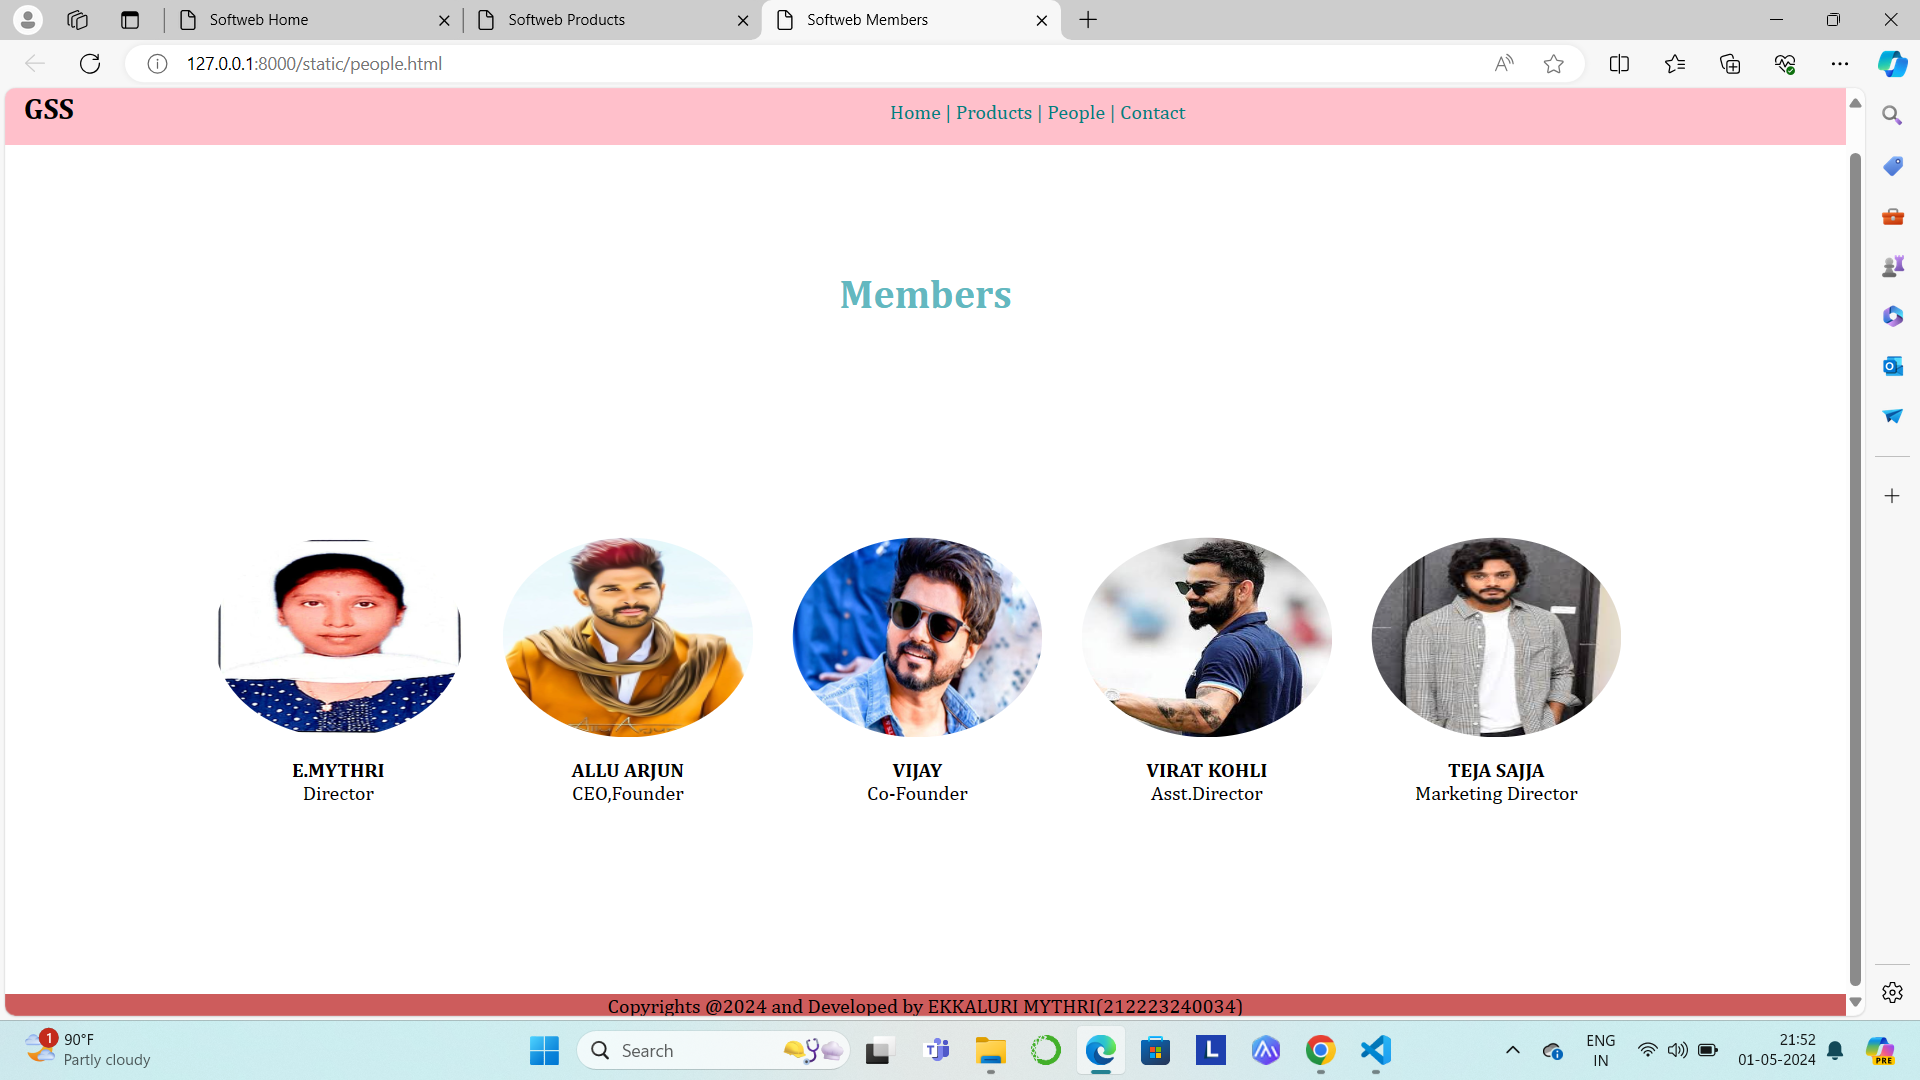 Softweb Home
Softweb Products
Softweb Members
127.0.0.1:8000/static/people.html
GSS
Home | Products | People | Contact
Members
E.MYTHRI
Director
ALLU ARJUN
CEO,Founder
VIJAY
Co-Founder
VIRAT KOHLI
Asst.Director
TEJA SAJJA
Marketing Director
Copyrights @2024 and Developed by EKKALURI MYTHRI(212223240034)
1
90°F
Partly cloudy
Search
L
ENG
IN
21:52
01-05-2024
PRE